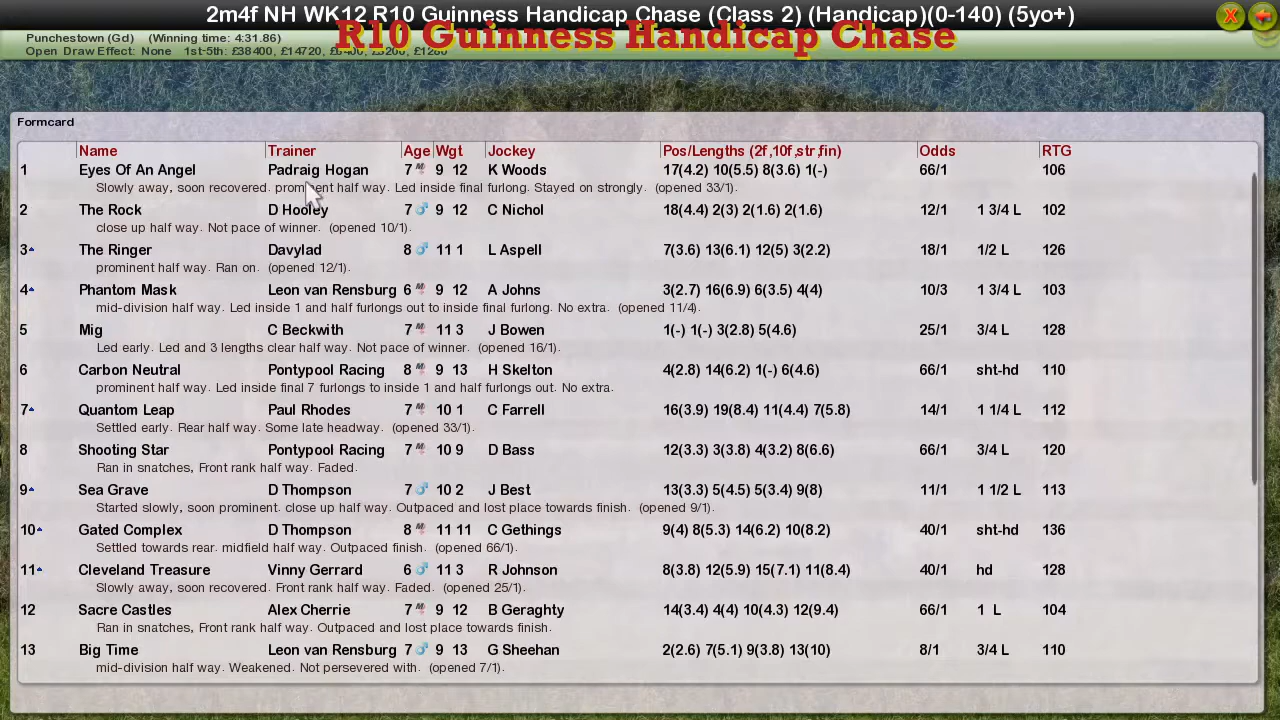 2m4f NH WK12 R10 Guinness Handicap Chase (Class 2) (Handicap)(0-140) (5yo+)
R10 Guinness Handicap Chase
Punchestown (Gd) (Winning time: 4:31.86)
Open Draw Effect: None 1st-5th: £38400, £14720, £6400, £3200, £1280
Formcard
Name Trainer Age Wgt Jockey Pos/Lengths (2f,10f,str,fin) Odds RTG
1 Eyes Of An Angel Padraig Hogan 7 9 12 K Woods 17(4.2) 10(5.5) 8(3.6) 1(-) 66/1 106
Slowly away, soon recovered. prominent half way. Led inside final furlong. Stayed on strongly. (opened 33/1).
2 The Rock D Hooley 7 9 12 C Nichol 18(4.4) 2(3) 2(1.6) 2(1.6) 12/1 1 3/4 L 102
close up half way. Not pace of winner. (opened 10/1).
3 The Ringer Davylad 8 11 1 L Aspell 7(3.6) 13(6.1) 12(5) 3(2.2) 18/1 1/2 L 126
prominent half way. Ran on. (opened 12/1).
4 Phantom Mask Leon van Rensburg 6 9 12 A Johns 3(2.7) 16(6.9) 6(3.5) 4(4) 10/3 1 3/4 L 103
mid-division half way. Led inside 1 and half furlongs out to inside final furlong. No extra. (opened 11/4).
5 Mig C Beckwith 7 11 3 J Bowen 1(-) 1(-) 3(2.8) 5(4.6) 25/1 3/4 L 128
Led early. Led and 3 lengths clear half way. Not pace of winner. (opened 16/1).
6 Carbon Neutral Pontypool Racing 8 9 13 H Skelton 4(2.8) 14(6.2) 1(-) 6(4.6) 66/1 sht-hd 110
prominent half way. Led inside final 7 furlongs to inside 1 and half furlongs out. No extra.
7 Quantom Leap Paul Rhodes 7 10 1 C Farrell 16(3.9) 19(8.4) 11(4.4) 7(5.8) 14/1 1 1/4 L 112
Settled early. Rear half way. Some late headway. (opened 33/1).
8 Shooting Star Pontypool Racing 7 10 9 D Bass 12(3.3) 3(3.8) 4(3.2) 8(6.6) 66/1 3/4 L 120
Ran in snatches, Front rank half way. Faded.
9 Sea Grave D Thompson 7 10 2 J Best 13(3.3) 5(4.5) 5(3.4) 9(8) 11/1 1 1/2 L 113
Started slowly, soon prominent. close up half way. Outpaced and lost place towards finish. (opened 9/1).
10 Gated Complex D Thompson 8 11 11 C Gethings 9(4) 8(5.3) 14(6.2) 10(8.2) 40/1 sht-hd 136
Settled towards rear. midfield half way. Outpaced finish. (opened 66/1).
11 Cleveland Treasure Vinny Gerrard 6 11 3 R Johnson 8(3.8) 12(5.9) 15(7.1) 11(8.4) 40/1 hd 128
Slowly away, soon recovered. Front rank half way. Faded. (opened 25/1).
12 Sacre Castles Alex Cherrie 7 9 12 B Geraghty 14(3.4) 4(4) 10(4.3) 12(9.4) 66/1 1 L 104
Ran in snatches, Front rank half way. Outpaced and lost place towards finish.
13 Big Time Leon van Rensburg 7 9 13 G Sheehan 2(2.6) 7(5.1) 9(3.8) 13(10) 8/1 3/4 L 110
mid-division half way. Weakened. Not persevered with. (opened 7/1).